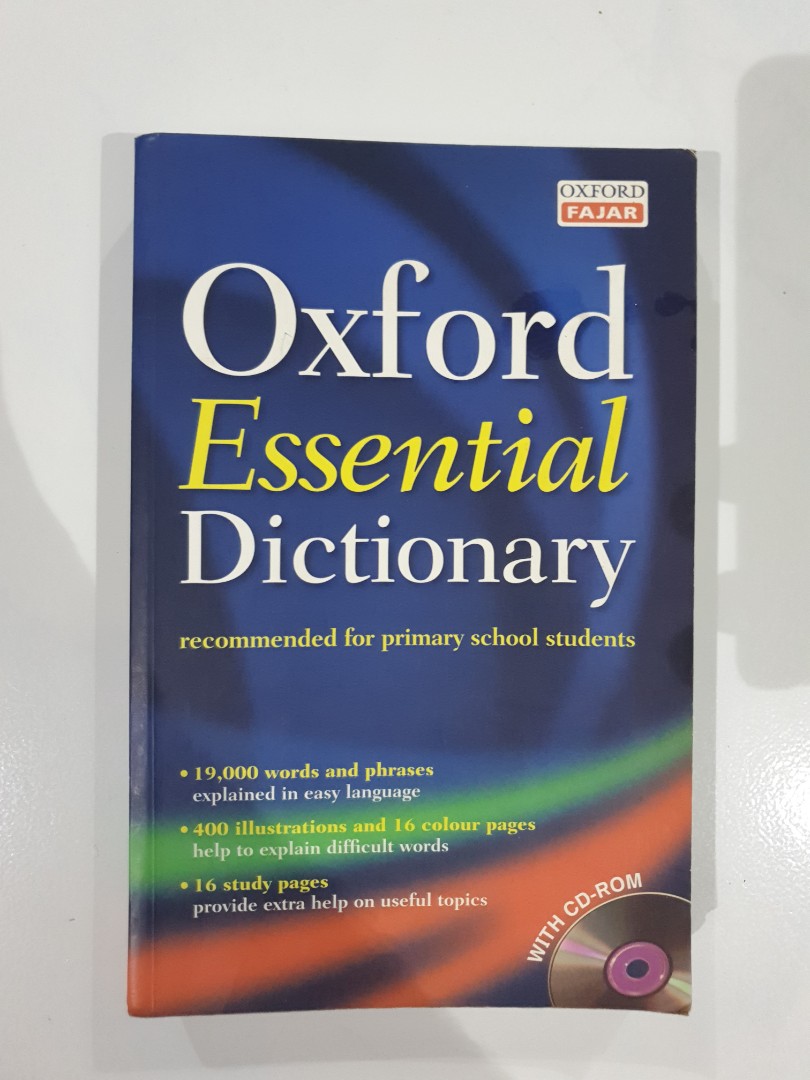 OXFORD
FAJAR
Oxford
Essential
Dictionary
recommended for primary school students
• 19,000 words and phrases
explained in easy language
• 400 illustrations and 16 colour pages
help to explain difficult words
• 16 study pages
provide extra help on useful topics
WITH CD-ROM